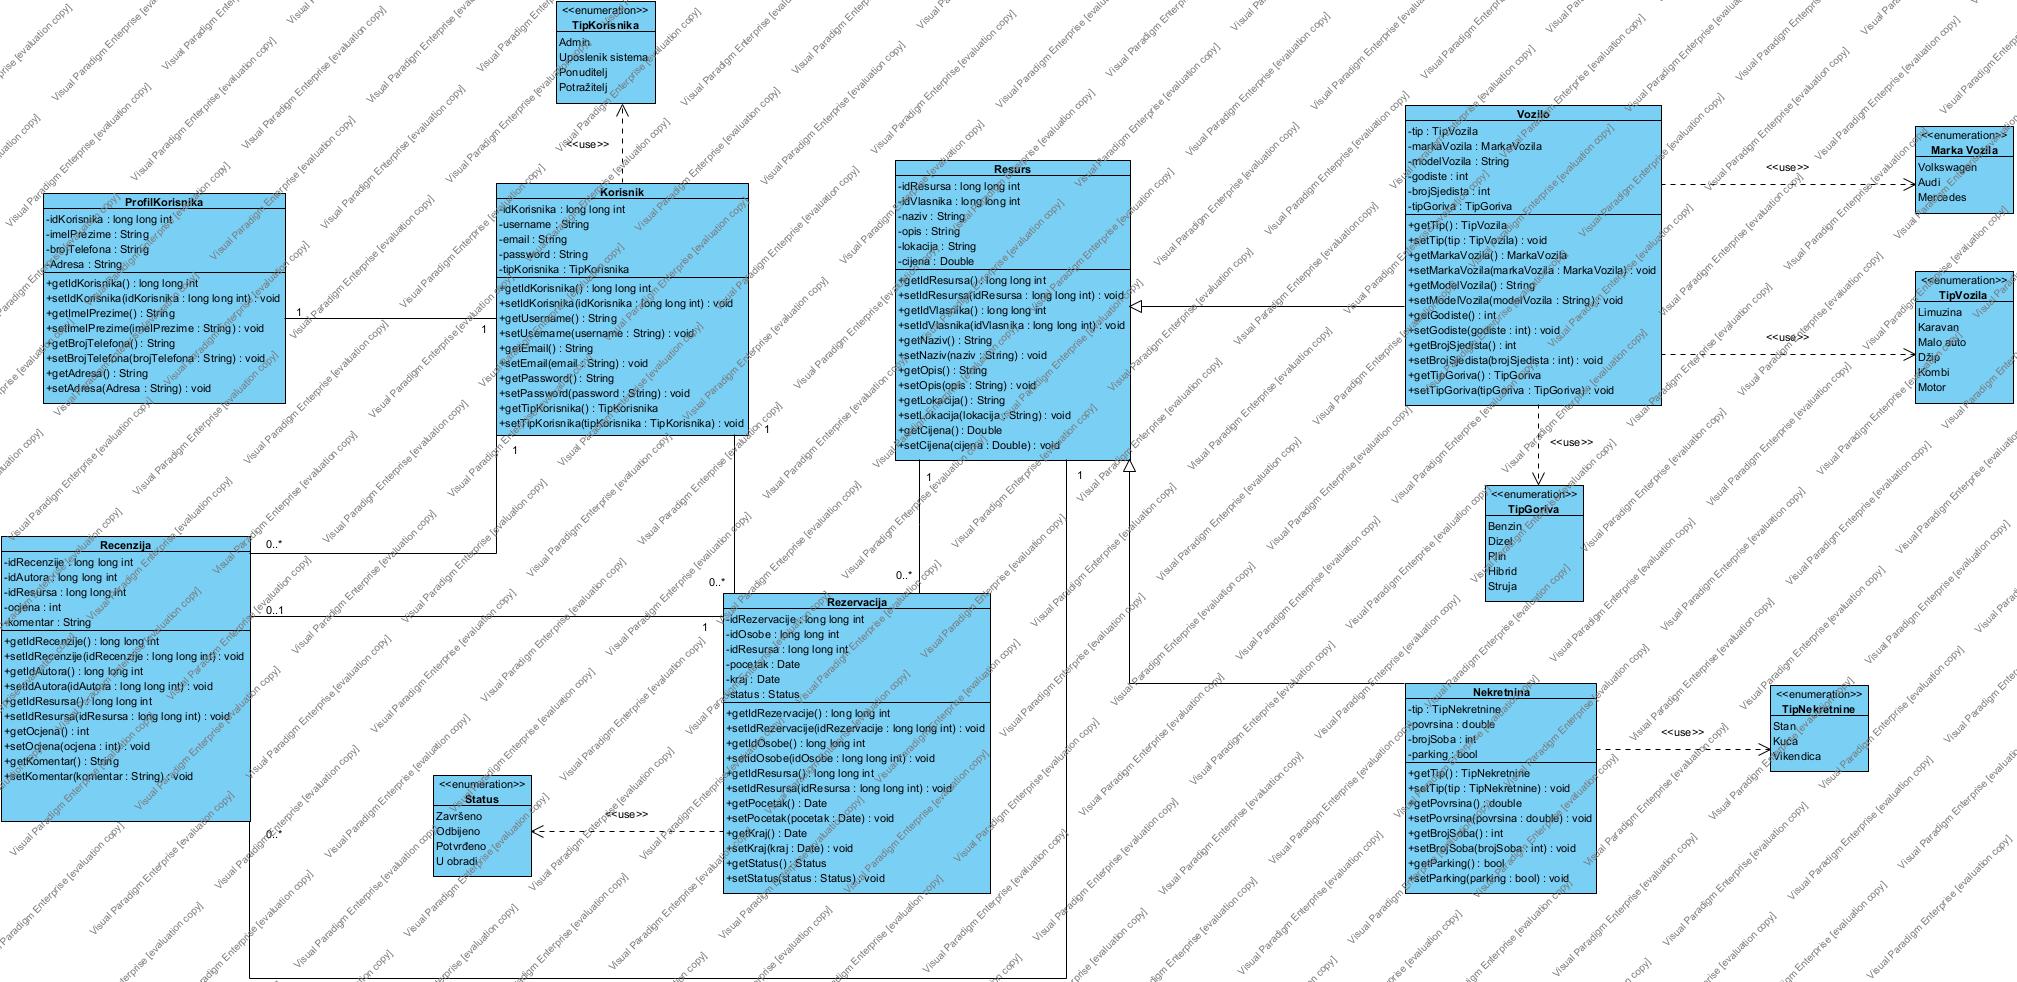 <<enumeration>>
TipKorisnika
Admin
Uposlenik sistema
Ponuditelj
Potražitelj
<<use>>
ProfilKorisnika
-idKorisnika : long long int
-imeIPrezime : String
-brojTelefona : String
-Adresa : String
+getIdKorisnika() : long long int
+setIdKorisnika(idKorisnika : long long int) : void
+getImeIPrezime() : String
+setImeIPrezime(imeIPrezime : String) : void
+getBrojTelefona() : String
+setBrojTelefona(brojTelefona : String) : void
+getAdresa() : String
+setAdresa(Adresa : String) : void
1
1
Korisnik
-idKorisnika : long long int
-username : String
-email : String
-password : String
-tipKorisnika : TipKorisnika
+getIdKorisnika() : long long int
+setIdKorisnika(idKorisnika : long long int) : void
+getUsername() : String
+setUsername(username : String) : void
+getEmail() : String
+setEmail(email : String) : void
+getPassword() : String
+setPassword(password : String) : void
+getTipKorisnika() : TipKorisnika
+setTipKorisnika(tipKorisnika : TipKorisnika) : void
1
1
Resurs
-idResursa : long long int
-idVlasnika : long long int
-naziv : String
-opis : String
-lokacija : String
-cijena : Double
+getIdResursa() : long long int
+setIdResursa(idResursa : long long int) : void
+getIdVlasnika() : long long int
+setIdVlasnika(idVlasnika : long long int) : void
+getNaziv() : String
+setNaziv(naziv : String) : void
+getOpis() : String
+setOpis(opis : String) : void
+getLokacija() : String
+setLokacija(lokacija : String) : void
+getCijena() : Double
+setCijena(cijena : Double) : void
1
1
Vozilo
-tip : TipVozila
-markaVozila : MarkaVozila
-modelVozila : String
-godiste : int
-brojSjedista : int
-tipGoriva : TipGoriva
+getTip() : TipVozila
+setTip(tip : TipVozila) : void
+getMarkaVozila() : MarkaVozila
+setMarkaVozila(markaVozila : MarkaVozila) : void
+getModelVozila() : String
+setModelVozila(modelVozila : String) : void
+getGodiste() : int
+setGodiste(godiste : int) : void
+getBrojSjedista() : int
+setBrojSjedista(brojSjedista : int) : void
+getTipGoriva() : TipGoriva
+setTipGoriva(tipGoriva : TipGoriva) : void
<<use>>
<<enumeration>>
Marka Vozila
Volkswagen
Audi
Mercedes
<<use>>
<<enumeration>>
TipVozila
Limuzina
Karavan
Malo auto
Džip
Kombi
Motor
<<use>>
<<enumeration>>
TipGoriva
Benzin
Dizel
Plin
Hibrid
Struja
Recenzija
-idRecenzije : long long int
-idAutora : long long int
-idResursa : long long int
-ocjena : int
-komentar : String
+getIdRecenzije() : long long int
+setIdRecenzije(idRecenzije : long long int) : void
+getIdAutora() : long long int
+setIdAutora(idAutora : long long int) : void
+getIdResursa() : long long int
+setIdResursa(idResursa : long long int) : void
+getOcjena() : int
+setOcjena(ocjena : int) : void
+getKomentar() : String
+setKomentar(komentar : String) : void
0..*
0..1
0..*
1
0..*
0..*
Rezervacija
-idRezervacije : long long int
-idOsobe : long long int
-idResursa : long long int
-pocetak : Date
-kraj : Date
-status : Status
+getIdRezervacije() : long long int
+setIdRezervacije(idRezervacije : long long int) : void
+getIdOsobe() : long long int
+setIdOsobe(idOsobe : long long int) : void
+getIdResursa() : long long int
+setIdResursa(idResursa : long long int) : void
+getPocetak() : Date
+setPocetak(pocetak : Date) : void
+getKraj() : Date
+setKraj(kraj : Date) : void
+getStatus() : Status
+setStatus(status : Status) : void
<<use>>
<<enumeration>>
Status
Završeno
Odbijeno
Potvrđeno
U obradi
Nekretnina
-tip : TipNekretnine
-povrsina : double
-brojSoba : int
-parking : bool
+getTip() : TipNekretnine
+setTip(tip : TipNekretnine) : void
+getPovrsina() : double
+setPovrsina(povrsina : double) : void
+getBrojSoba() : int
+setBrojSoba(brojSoba : int) : void
+getParking() : bool
+setParking(parking : bool) : void
<<use>>
<<enumeration>>
TipNekretnine
Stan
Kuća
Vikendica
Visual Paradigm Enterprise [evaluation copy]